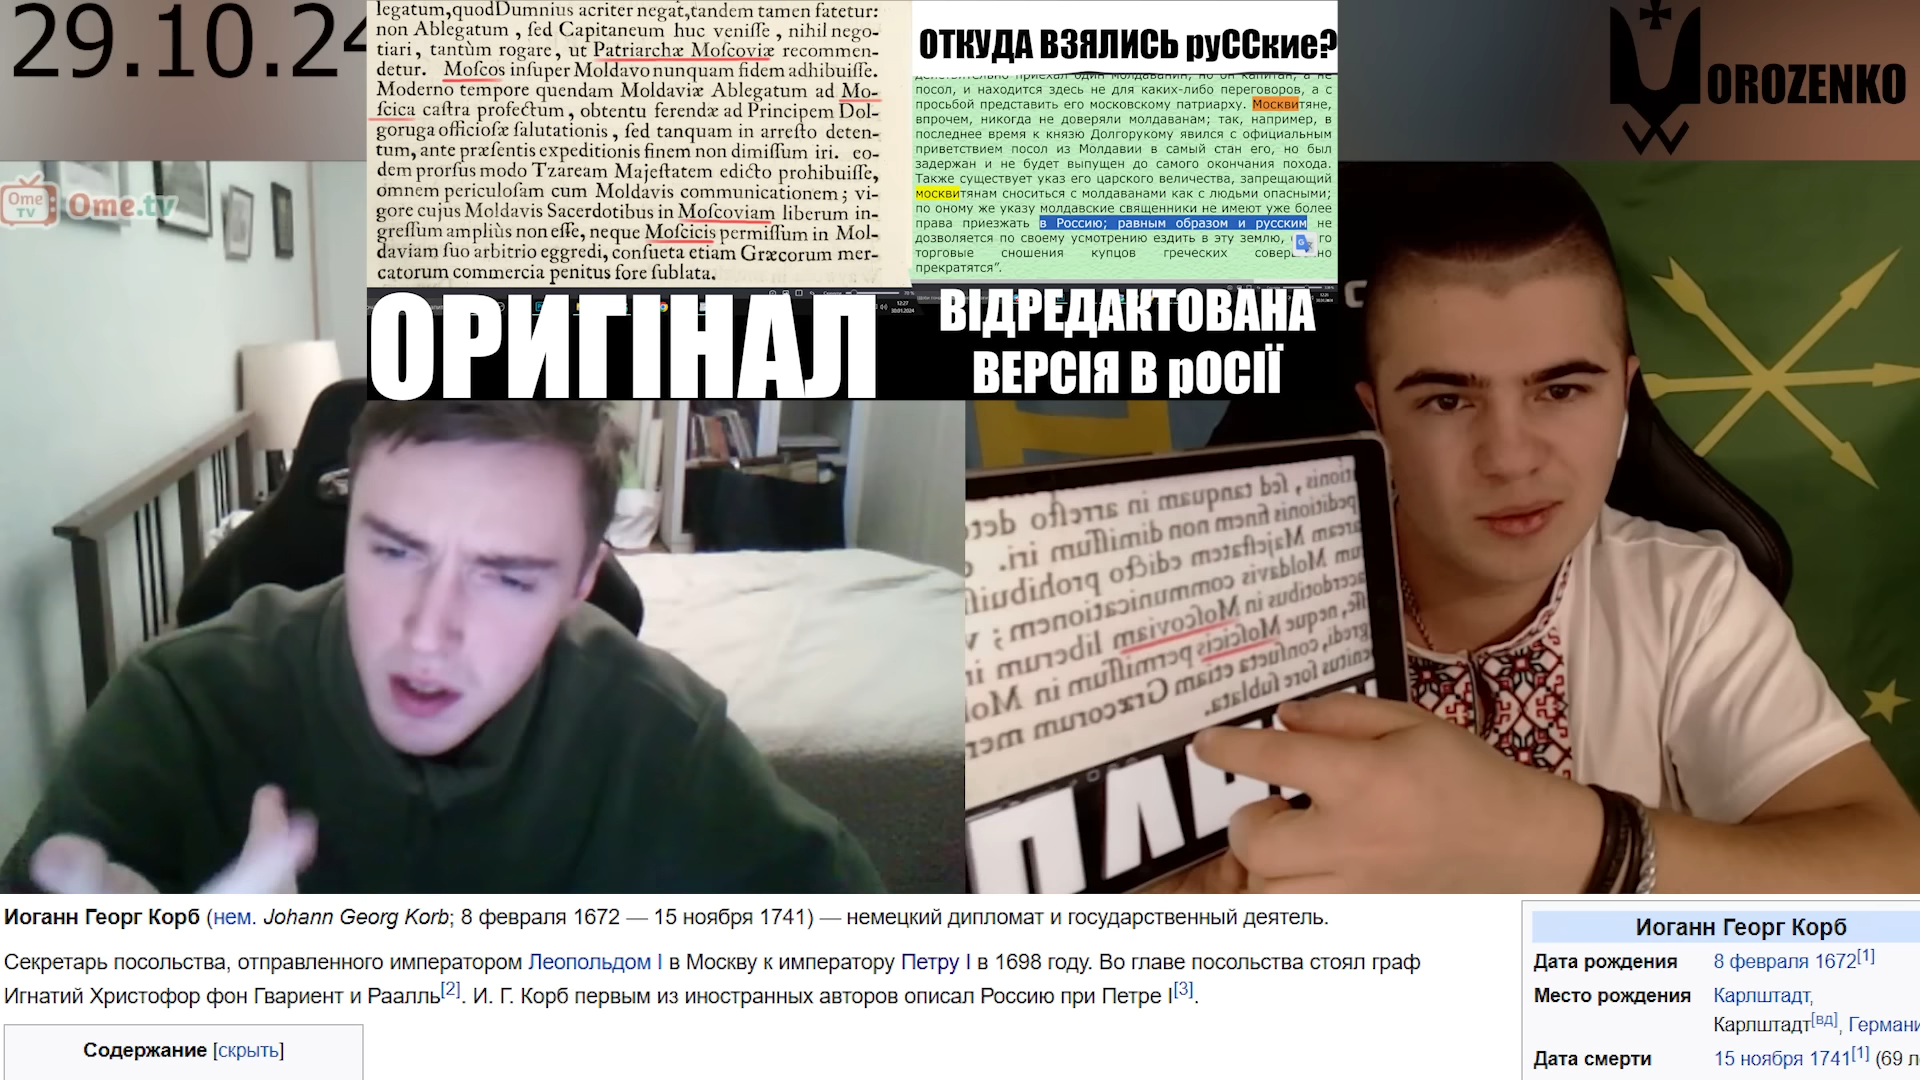 29.10.24
legatum, quod Dumnius acriter negat, tandem tamen fatetur:
non Ablegatum, ſed Capitaneum huc veniſſe, nihil nego-
tiari, tantùm rogare, ut Patriarchæ Moſcoviæ recommen-
detur. Moſcos inſuper Moldavo nunquam fidem adhibuiſſe.
Moderno tempore quendam Moldaviæ Ablegatum ad Mo-
ſcica caſtra profectum, obtentu ferendæ ad Principem Dol-
goruga officioſæ ſalutationis, ſed tanquam in arreſto deten-
tum, ante præſentis expeditionis finem non dimiſſum iri. eo-
dem prorſus modo Tzaream Majeſtatem edicto prohibuiſſe,
omnem periculoſam cum Moldavis communicationem; vi-
gore cujus Moldavis Sacerdotibus in Moſcoviam liberum in-
greſſum ampliùs non eſſe, neque Moſcicis permiſſum in Mol-
daviam ſuo arbitrio egredi, conſueta etiam Græcorum mer-
catorum commercia penitus fore ſublata.
ОРИГІНАЛ
ОТКУДА ВЗЯЛИСЬ руССкие?
действительно приехал один молдаванин, но он капитан, а не
посол, и находится здесь не для каких-либо переговоров, а с
просьбой представить его московскому патриарху. Москвитяне,
впрочем, никогда не доверяли молдаванам; так, например, в
последнее время к князю Долгорукому явился с официальным
приветствием посол из Молдавии в самый стан его, но был
задержан и не будет выпущен до самого окончания похода.
Также существует указ его царского величества, запрещающий
москвитянам сноситься с молдаванами как с людьми опасными;
по оному же указу молдавские священники не имеют уже более
права приезжать в Россию; равным образом и русским не
дозволяется по своему усмотрению ездить в эту землю,
торговые сношения купцов греческих
прекратятся”.
ВІДРЕДАКТОВАНА
ВЕРСІЯ В рОСІЇ
OROZENKO
Ome TV
Ome.tv
Иоганн Георг Корб (нем. Johann Georg Korb; 8 февраля 1672 — 15 ноября 1741) — немецкий дипломат и государственный деятель.
Секретарь посольства, отправленного императором Леопольдом I в Москву к императору Петру I в 1698 году. Во главе посольства стоял граф
Игнатий Христофор фон Гвариент и Раалль[2]. И. Г. Корб первым из иностранных авторов описал Россию при Петре I[3].
Содержание [скрыть]
Иоганн Георг Корб
Дата рождения 8 февраля 1672[1]
Место рождения Карлштадт,
Карлштадт[вд], Германи
Дата смерти 15 ноября 1741[1] (69 л